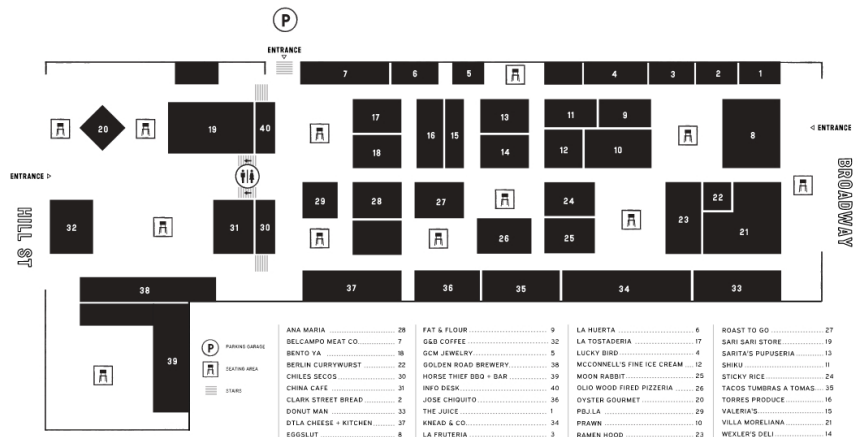 P
ENTRANCE
7 6 5 4 3 2 1
20 19 40 17 16 15 13 11 9 8
18 14 12 10
ENTRANCE
ENTRANCE
BROADWAY
HILL ST
32 31 30 29 28 27 24 23 22
26 25 21
38 37 36 35 34 33
39
P PARKING GARAGE
SEATING AREA
STAIRS
ANA MARIA 28
BELCAMPO MEAT CO. 7
BENTO YA 18
BERLIN CURRYWURST 22
CHILES SECOS 30
CHINA CAFE 31
CLARK STREET BREAD 2
DONUT MAN 33
DTLA CHEESE + KITCHEN 37
EGGSLUT 8
FAT & FLOUR 9
G&B COFFEE 32
GCM JEWELRY 5
GOLDEN ROAD BREWERY 38
HORSE THIEF BBQ + BAR 39
INFO DESK 40
JOSE CHIQUITO 36
THE JUICE 1
KNEAD & CO. 34
LA FRUTERIA 3
LA HUERTA 6
LA TOSTADERIA 17
LUCKY BIRD 4
MCCONNELL'S FINE ICE CREAM 12
MOON RABBIT 25
OLIO WOOD FIRED PIZZERIA 26
OYSTER GOURMET 20
PBJ.LA 29
PRAWN 10
RAMEN HOOD 23
ROAST TO GO 27
SARI SARI STORE 19
SARITA'S PUPUSERIA 13
SHIKU 11
STICKY RICE 24
TACOS TUMBRAS A TOMAS 35
TORRES PRODUCE 16
VALERIA'S 15
VILLA MORELIANA 21
WEXLER'S DELI 14